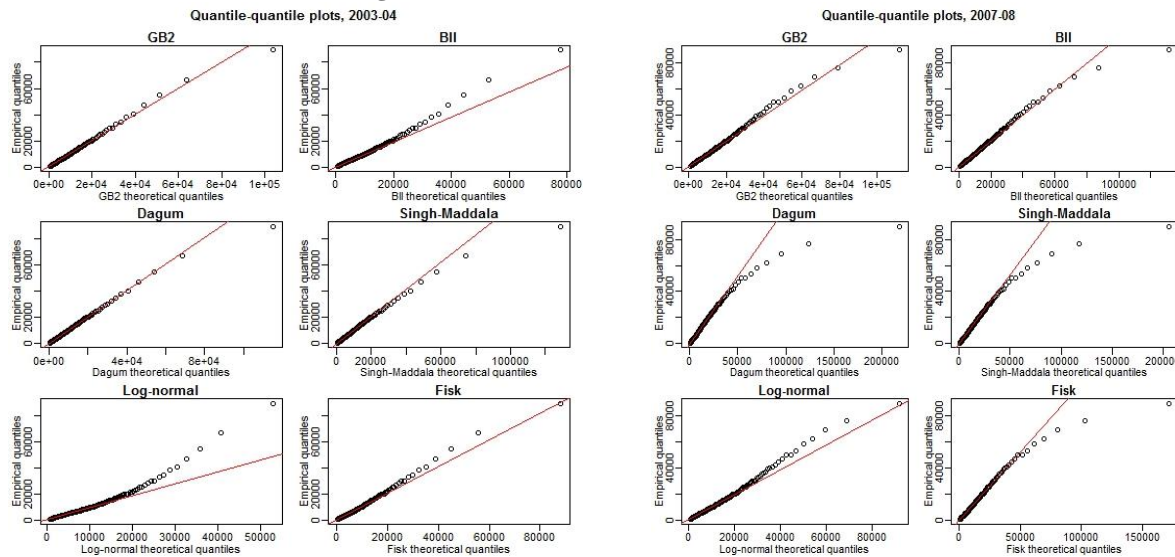 Quantile-quantile plots, 2003-04
GB2
BII
Empirical quantiles
0 20000 60000
0e+00 2e+04 4e+04 6e+04 8e+04 1e+05
GB2 theoretical quantiles
Empirical quantiles
0 20000 60000
0 20000 40000 60000 80000
BII theoretical quantiles
Dagum
Singh-Maddala
Empirical quantiles
0 20000 60000
0e+00 4e+04 8e+04
Dagum theoretical quantiles
Empirical quantiles
0 20000 60000
0 20000 60000 100000
Singh-Maddala theoretical quantiles
Log-normal
Fisk
Empirical quantiles
0 20000 60000
0 10000 20000 30000 40000 50000
Log-normal theoretical quantiles
Empirical quantiles
0 20000 60000
0 20000 40000 60000 80000
Fisk theoretical quantiles
Quantile-quantile plots, 2007-08
GB2
BII
Empirical quantiles
0 40000 80000
0e+00 2e+04 4e+04 6e+04 8e+04 1e+05
GB2 theoretical quantiles
Empirical quantiles
0 40000 80000
0 20000 60000 100000
BII theoretical quantiles
Dagum
Singh-Maddala
Empirical quantiles
0 40000 80000
0 50000 100000 150000 200000
Dagum theoretical quantiles
Empirical quantiles
0 40000 80000
0 50000 100000 150000 200000
Singh-Maddala theoretical quantiles
Log-normal
Fisk
Empirical quantiles
0 40000 80000
0 20000 40000 60000 80000
Log-normal theoretical quantiles
Empirical quantiles
0 40000 80000
0 50000 100000 150000
Fisk theoretical quantiles